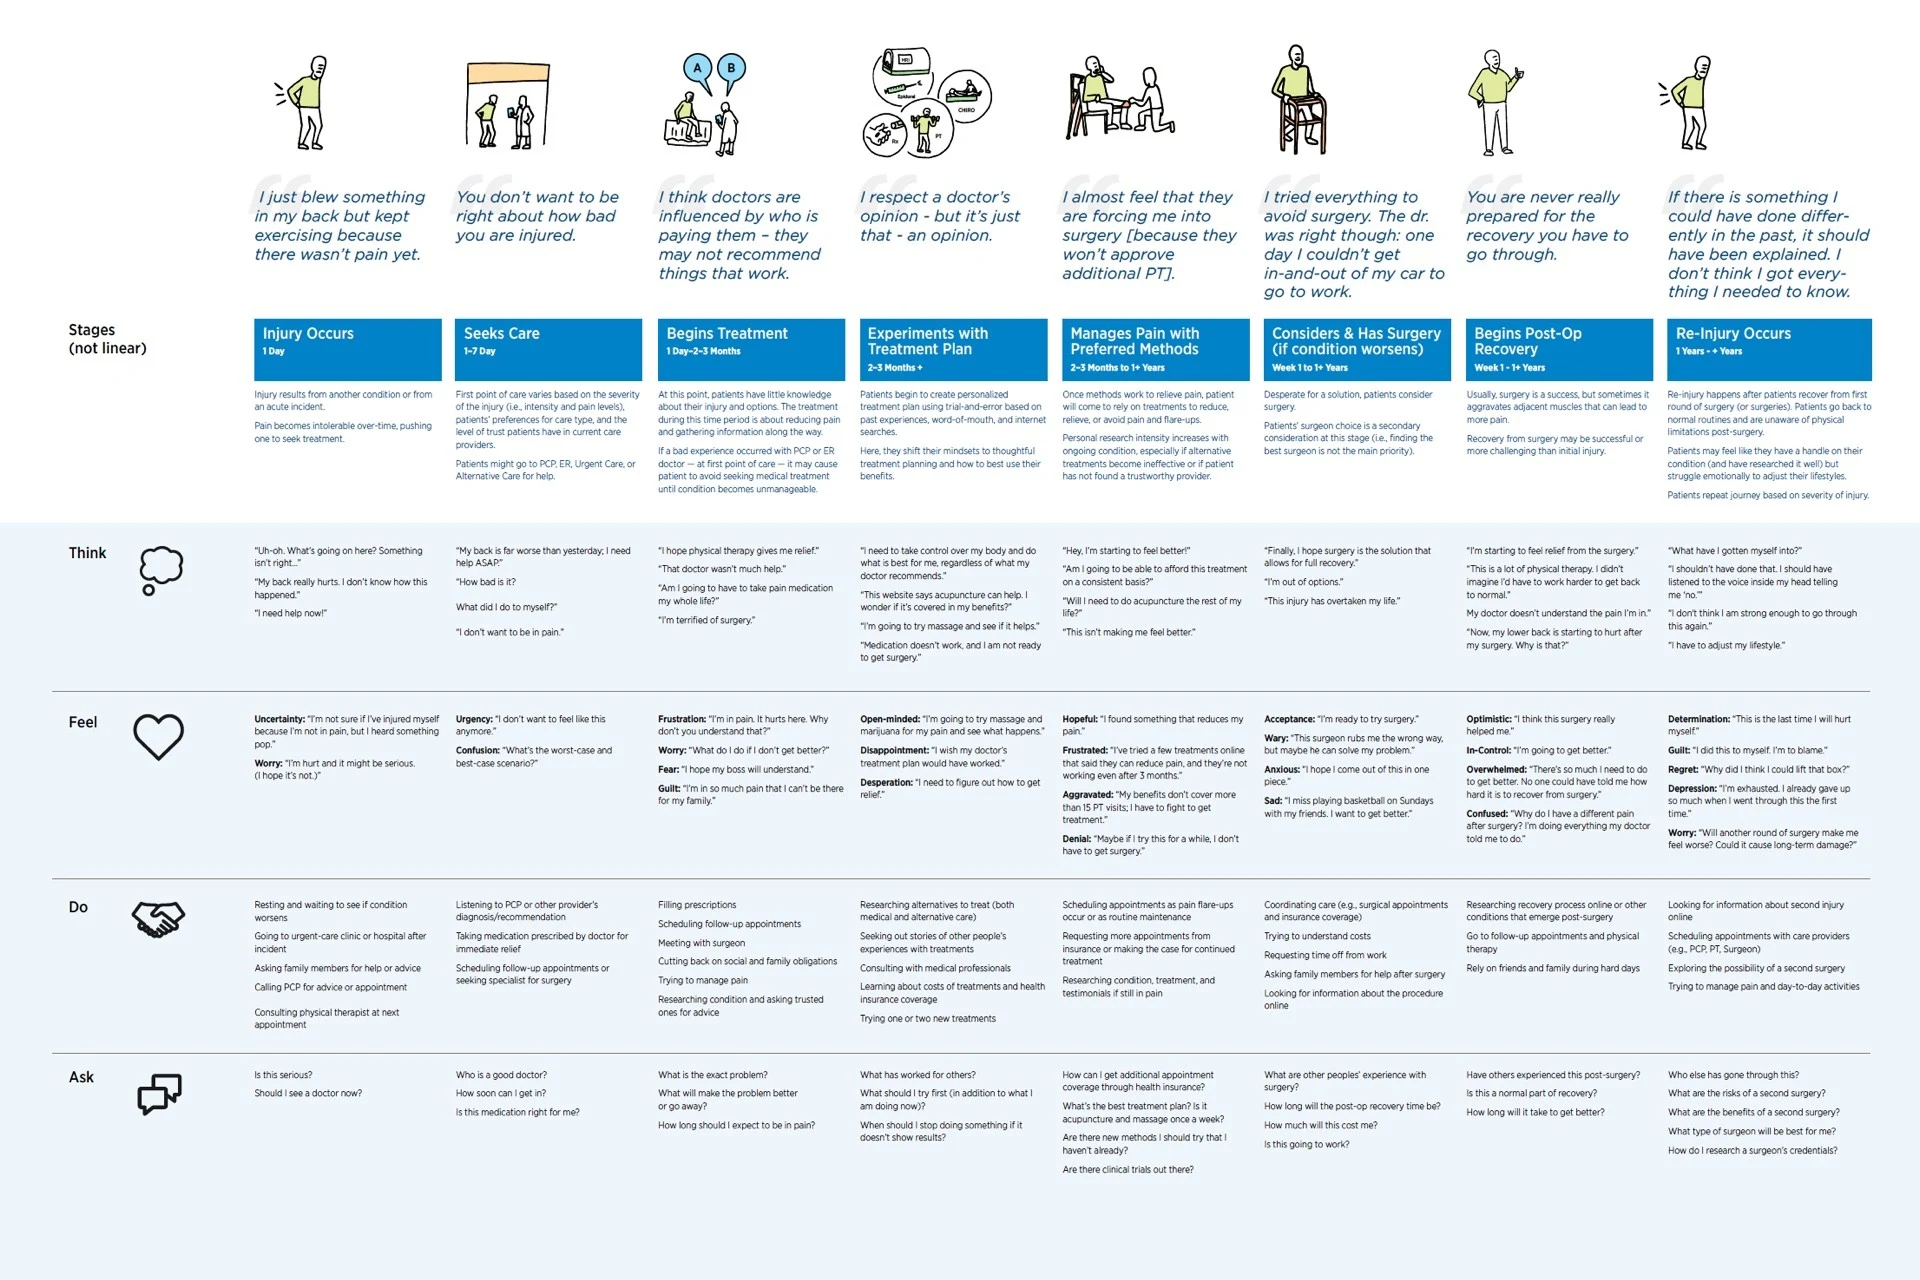 A
B
MRI
Epidural
CHIRO
PT
Rx
I just blew something
in my back but kept
exercising because
there wasn't pain yet.
You don't want to be
right about how bad
you are injured.
I think doctors are
influenced by who is
paying them – they
may not recommend
things that work.
I respect a doctor's
opinion - but it's just
that - an opinion.
I almost feel that they
are forcing me into
surgery [because they
won't approve
additional PT].
I tried everything to
avoid surgery. The dr.
was right though: one
day I couldn't get
in-and-out of my car to
go to work.
You are never really
prepared for the
recovery you have to
go through.
If there is something I
could have done differ-
ently in the past, it should
have been explained. I
don't think I got every-
thing I needed to know.
Stages
(not linear)
Injury Occurs
1 Day
Seeks Care
1–7 Day
Begins Treatment
1 Day–2–3 Months
Experiments with
Treatment Plan
2–3 Months +
Manages Pain with
Preferred Methods
2–3 Months to 1+ Years
Considers & Has Surgery
(if condition worsens)
Week 1 to 1+ Years
Begins Post-Op
Recovery
Week 1 - 1+ Years
Re-Injury Occurs
1 Years - + Years
Injury results from another condition or from
an acute incident.
Pain becomes intolerable over-time, pushing
one to seek treatment.
First point of care varies based on the severity
of the injury (i.e., intensity and pain levels),
patients' preferences for care type, and the
level of trust patients have in current care
providers.
Patients might go to PCP, ER, Urgent Care, or
Alternative Care for help.
At this point, patients have little knowledge
about their injury and options. The treatment
during this time period is about reducing pain
and gathering information along the way.
If a bad experience occurred with PCP or ER
doctor — at first point of care — it may cause
patient to avoid seeking medical treatment
until condition becomes unmanageable.
Patients begin to create personalized
treatment plan using trial-and-error based on
past experiences, word-of-mouth, and internet
searches.
Here, they shift their mindsets to thoughtful
treatment planning and how to best use their
benefits.
Once methods work to relieve pain, patient
will come to rely on treatments to reduce,
relieve, or avoid pain and flare-ups.
Personal research intensity increases with
ongoing condition, especially if alternative
treatments become ineffective or if patient
has not found a trustworthy provider.
Desperate for a solution, patients consider
surgery.
Patients' surgeon choice is a secondary
consideration at this stage (i.e., finding the
best surgeon is not the main priority).
Usually, surgery is a success, but sometimes it
aggravates adjacent muscles that can lead to
more pain.
Recovery from surgery may be successful or
more challenging than initial injury.
Re-injury happens after patients recover from first
round of surgery (or surgeries). Patients go back to
normal routines and are unaware of physical
limitations post-surgery.
Patients may feel like they have a handle on their
condition (and have researched it well) but
struggle emotionally to adjust their lifestyles.
Patients repeat journey based on severity of injury.
Think
"Uh-oh. What's going on here? Something
isn't right..."
"My back really hurts. I don't know how this
happened."
"I need help now!"
"My back is far worse than yesterday; I need
help ASAP."
"How bad is it?
What did I do to myself?"
"I don't want to be in pain."
"I hope physical therapy gives me relief."
"That doctor wasn't much help."
"Am I going to have to take pain medication
my whole life?"
"I'm terrified of surgery."
"I need to take control over my body and do
what is best for me, regardless of what my
doctor recommends."
"This website says acupuncture can help. I
wonder if it's covered in my benefits?"
"I'm going to try massage and see if it helps."
"Medication doesn't work, and I am not ready
to get surgery."
"Hey, I'm starting to feel better!"
"Am I going to be able to afford this treatment
on a consistent basis?"
"Will I need to do acupuncture the rest of my
life?"
"This isn't making me feel better."
"Finally, I hope surgery is the solution that
allows for full recovery."
"I'm out of options."
"This injury has overtaken my life."
"I'm starting to feel relief from the surgery."
"This is a lot of physical therapy. I didn't
imagine I'd have to work harder to get back
to normal."
My doctor doesn't understand the pain I'm in."
"Now, my lower back is starting to hurt after
my surgery. Why is that?"
"What have I gotten myself into?"
"I shouldn't have done that. I should have
listened to the voice inside my head telling
me 'no.'"
"I don't think I am strong enough to go through
this again."
"I have to adjust my lifestyle."
Feel
Uncertainty: "I'm not sure if I've injured myself
because I'm not in pain, but I heard something
pop."
Worry: "I'm hurt and it might be serious.
(I hope it's not.)"
Urgency: "I don't want to feel like this
anymore."
Confusion: "What's the worst-case and
best-case scenario?"
Frustration: "I'm in pain. It hurts here. Why
don't you understand that?"
Worry: "What do I do if I don't get better?"
Fear: "I hope my boss will understand."
Guilt: "I'm in so much pain that I can't be there
for my family."
Open-minded: "I'm going to try massage and
marijuana for my pain and see what happens."
Disappointment: "I wish my doctor's
treatment plan would have worked."
Desperation: "I need to figure out how to get
relief."
Hopeful: "I found something that reduces my
pain."
Frustrated: "I've tried a few treatments online
that said they can reduce pain, and they're not
working even after 3 months."
Aggravated: "My benefits don't cover more
than 15 PT visits; I have to fight to get
treatment."
Denial: "Maybe if I try this for a while, I don't
have to get surgery."
Acceptance: "I'm ready to try surgery."
Wary: "This surgeon rubs me the wrong way,
but maybe he can solve my problem."
Anxious: "I hope I come out of this in one
piece."
Sad: "I miss playing basketball on Sundays
with my friends. I want to get better."
Optimistic: "I think this surgery really
helped me."
In-Control: "I'm going to get better."
Overwhelmed: "There's so much I need to do
to get better. No one could have told me how
hard it is to recover from surgery."
Confused: "Why do I have a different pain
after surgery? I'm doing everything my doctor
told me to do."
Determination: "This is the last time I will hurt
myself."
Guilt: "I did this to myself. I'm to blame."
Regret: "Why did I think I could lift that box?"
Depression: "I'm exhausted. I already gave up
so much when I went through this the first
time."
Worry: "Will another round of surgery make me
feel worse? Could it cause long-term damage?"
Do
Resting and waiting to see if condition
worsens
Going to urgent-care clinic or hospital after
incident
Asking family members for help or advice
Calling PCP for advice or appointment
Consulting physical therapist at next
appointment
Listening to PCP or other provider's
diagnosis/recommendation
Taking medication prescribed by doctor for
immediate relief
Scheduling follow-up appointments or
seeking specialist for surgery
Filling prescriptions
Scheduling follow-up appointments
Meeting with surgeon
Cutting back on social and family obligations
Trying to manage pain
Researching condition and asking trusted
ones for advice
Researching alternatives to treat (both
medical and alternative care)
Seeking out stories of other people's
experiences with treatments
Consulting with medical professionals
Learning about costs of treatments and health
insurance coverage
Trying one or two new treatments
Scheduling appointments as pain flare-ups
occur or as routine maintenance
Requesting more appointments from
insurance or making the case for continued
treatment
Researching condition, treatment, and
testimonials if still in pain
Coordinating care (e.g., surgical appointments
and insurance coverage)
Trying to understand costs
Requesting time off from work
Asking family members for help after surgery
Looking for information about the procedure
online
Researching recovery process online or other
conditions that emerge post-surgery
Go to follow-up appointments and physical
therapy
Rely on friends and family during hard days
Looking for information about second injury
online
Scheduling appointments with care providers
(e.g., PCP, PT, Surgeon)
Exploring the possibility of a second surgery
Trying to manage pain and day-to-day activities
Ask
Is this serious?
Should I see a doctor now?
Who is a good doctor?
How soon can I get in?
Is this medication right for me?
What is the exact problem?
What will make the problem better
or go away?
How long should I expect to be in pain?
What has worked for others?
What should I try first (in addition to what I
am doing now)?
When should I stop doing something if it
doesn't show results?
How can I get additional appointment
coverage through health insurance?
What's the best treatment plan? Is it
acupuncture and massage once a week?
Are there new methods I should try that I
haven't already?
Are there clinical trials out there?
What are other peoples' experience with
surgery?
How long will the post-op recovery time be?
How much will this cost me?
Is this going to work?
Have others experienced this post-surgery?
Is this a normal part of recovery?
How long will it take to get better?
Who else has gone through this?
What are the risks of a second surgery?
What are the benefits of a second surgery?
What type of surgeon will be best for me?
How do I research a surgeon's credentials?